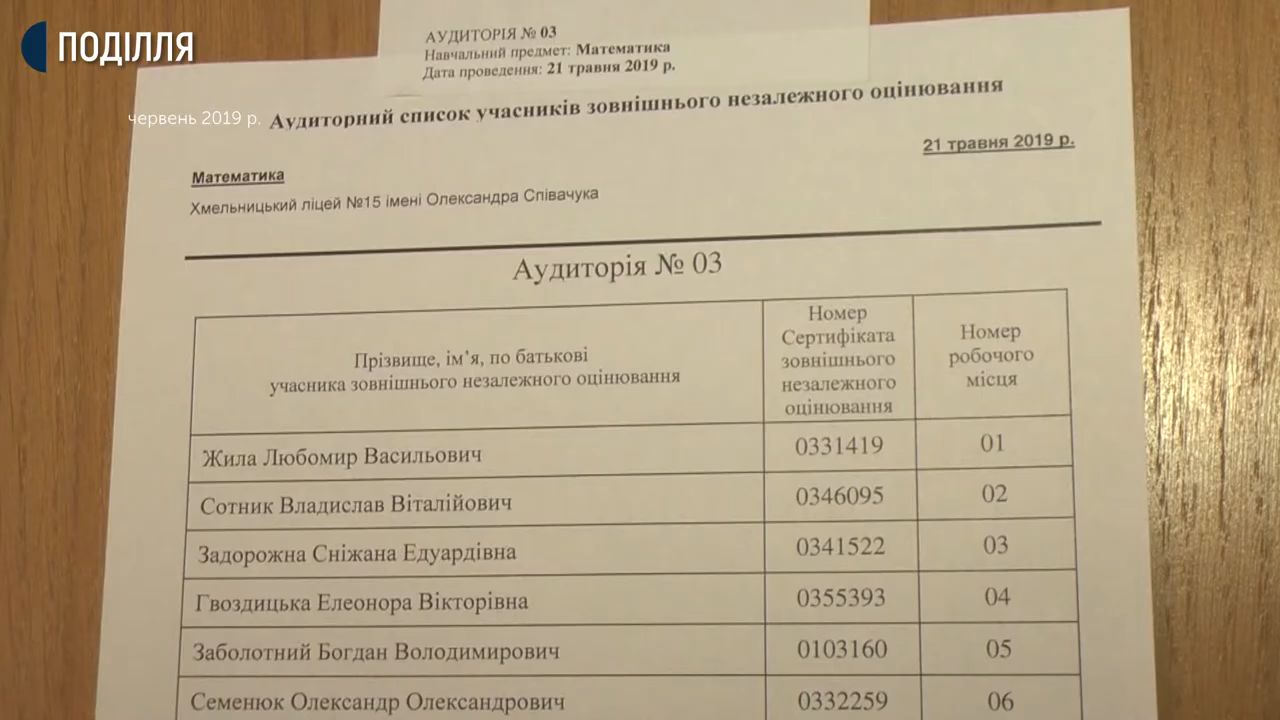 ПОДІЛЛЯ
АУДИТОРІЯ № 03
Навчальний предмет: Математика
Дата проведення: 21 травня 2019 р.
червень 2019 р.
Аудиторний список учасників зовнішнього незалежного оцінювання
21 травня 2019 р.
Математика
Хмельницький ліцей №15 імені Олександра Співачука
Аудиторія № 03
Прізвище, ім’я, по батькові
учасника зовнішнього незалежного оцінювання
Номер
Сертифіката
зовнішнього
незалежного
оцінювання
Номер
робочого
місця
Жила Любомир Васильович 0331419 01
Сотник Владислав Віталійович 0346095 02
Задорожна Сніжана Едуардівна 0341522 03
Гвоздицька Елеонора Вікторівна 0355393 04
Заболотний Богдан Володимирович 0103160 05
Семенюк Олександр Олександрович 0332259 06